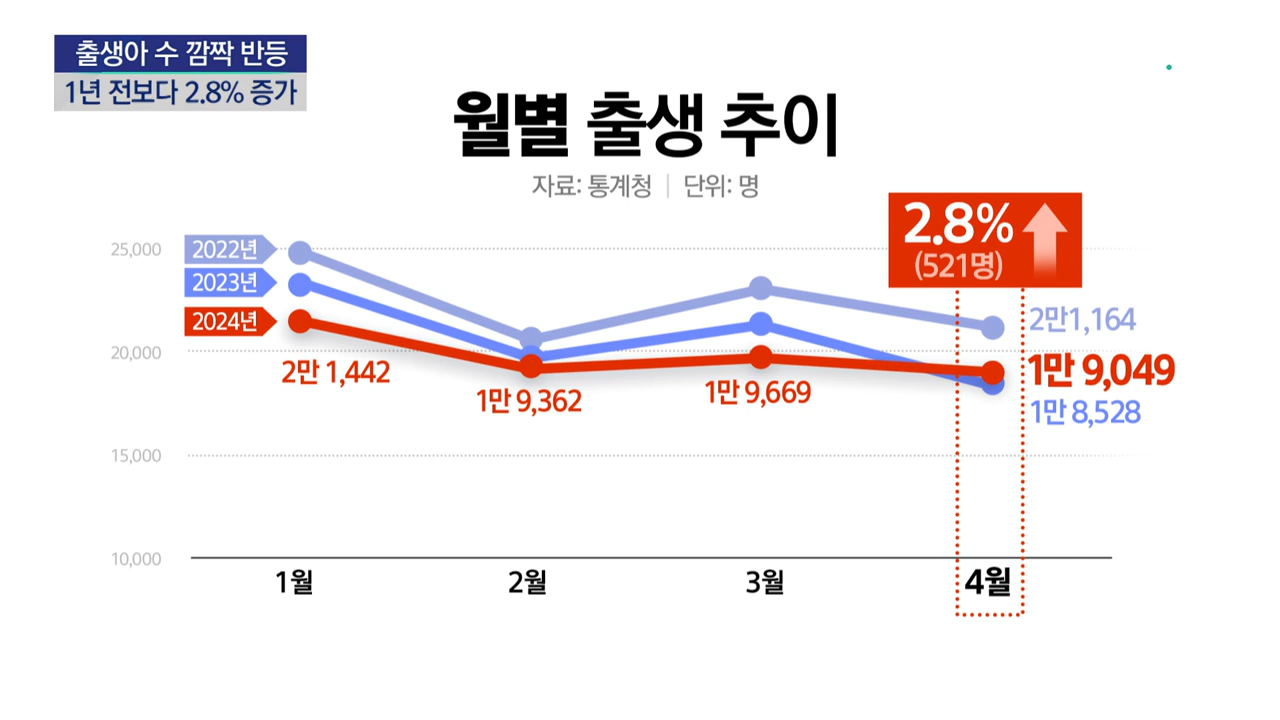 출생아 수 깜짝 반등
1년 전보다 2.8% 증가
월별 출생 추이
자료: 통계청 | 단위: 명
2.8%
(521명)
25,000
2022년
2023년
2024년
2만1,164
20,000
2만 1,442
1만 9,362
1만 9,669
1만 9,049
1만 8,528
15,000
10,000
1월
2월
3월
4월